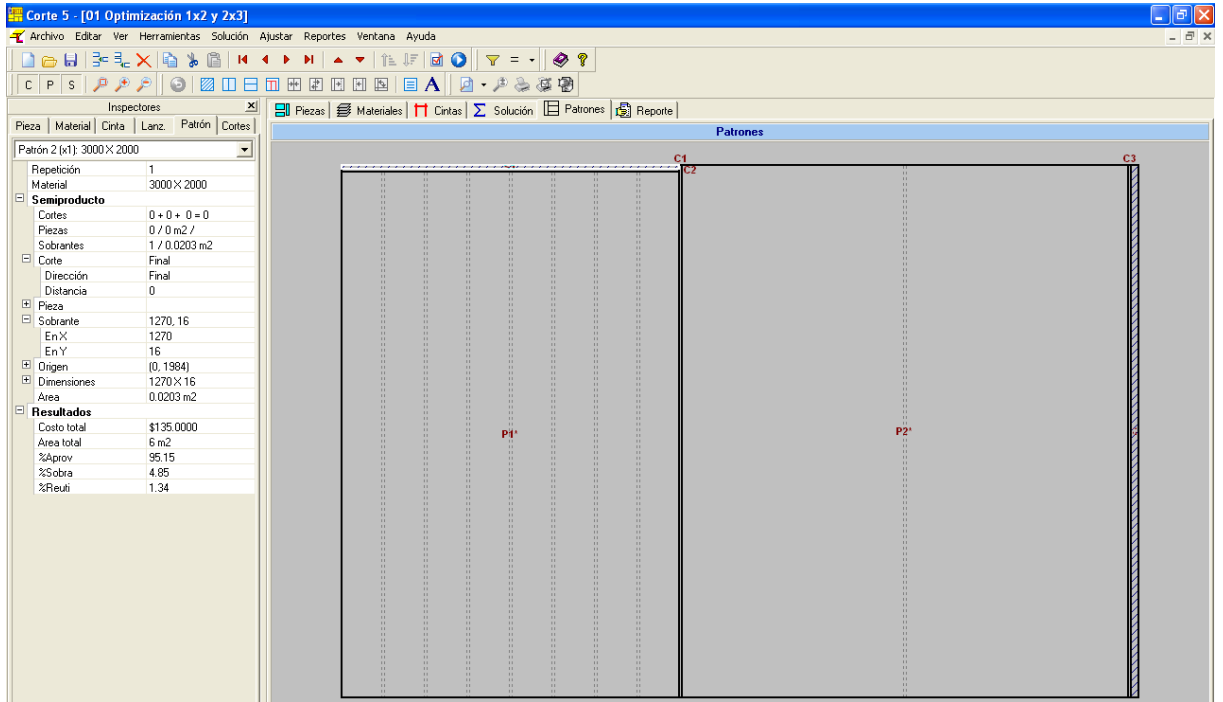 Corte 5 - [01 Optimización 1x2 y 2x3]
Archivo Editar Ver Herramientas Solución Ajustar Reportes Ventana Ayuda
C P S A
Inspectores
Pieza Material Cinta Lanz. Patrón Cortes
Piezas Materiales Cintas Solución Patrones Reporte
Patrones
Patrón 2 (x1): 3000 X 2000
Repetición 1
Material 3000 X 2000
Semiproducto
Cortes 0 + 0 + 0 = 0
Piezas 0 / 0 m2 /
Sobrantes 1 / 0.0203 m2
Corte Final
Dirección Final
Distancia 0
Pieza
Sobrante 1270, 16
En X 1270
En Y 16
Origen (0, 1984)
Dimensiones 1270 X 16
Area 0.0203 m2
Resultados
Costo total $135.0000
Area total 6 m2
%Aprov 95.15
%Sobra 4.85
%Reuti 1.34
C1 C3
C2
P1* P2*